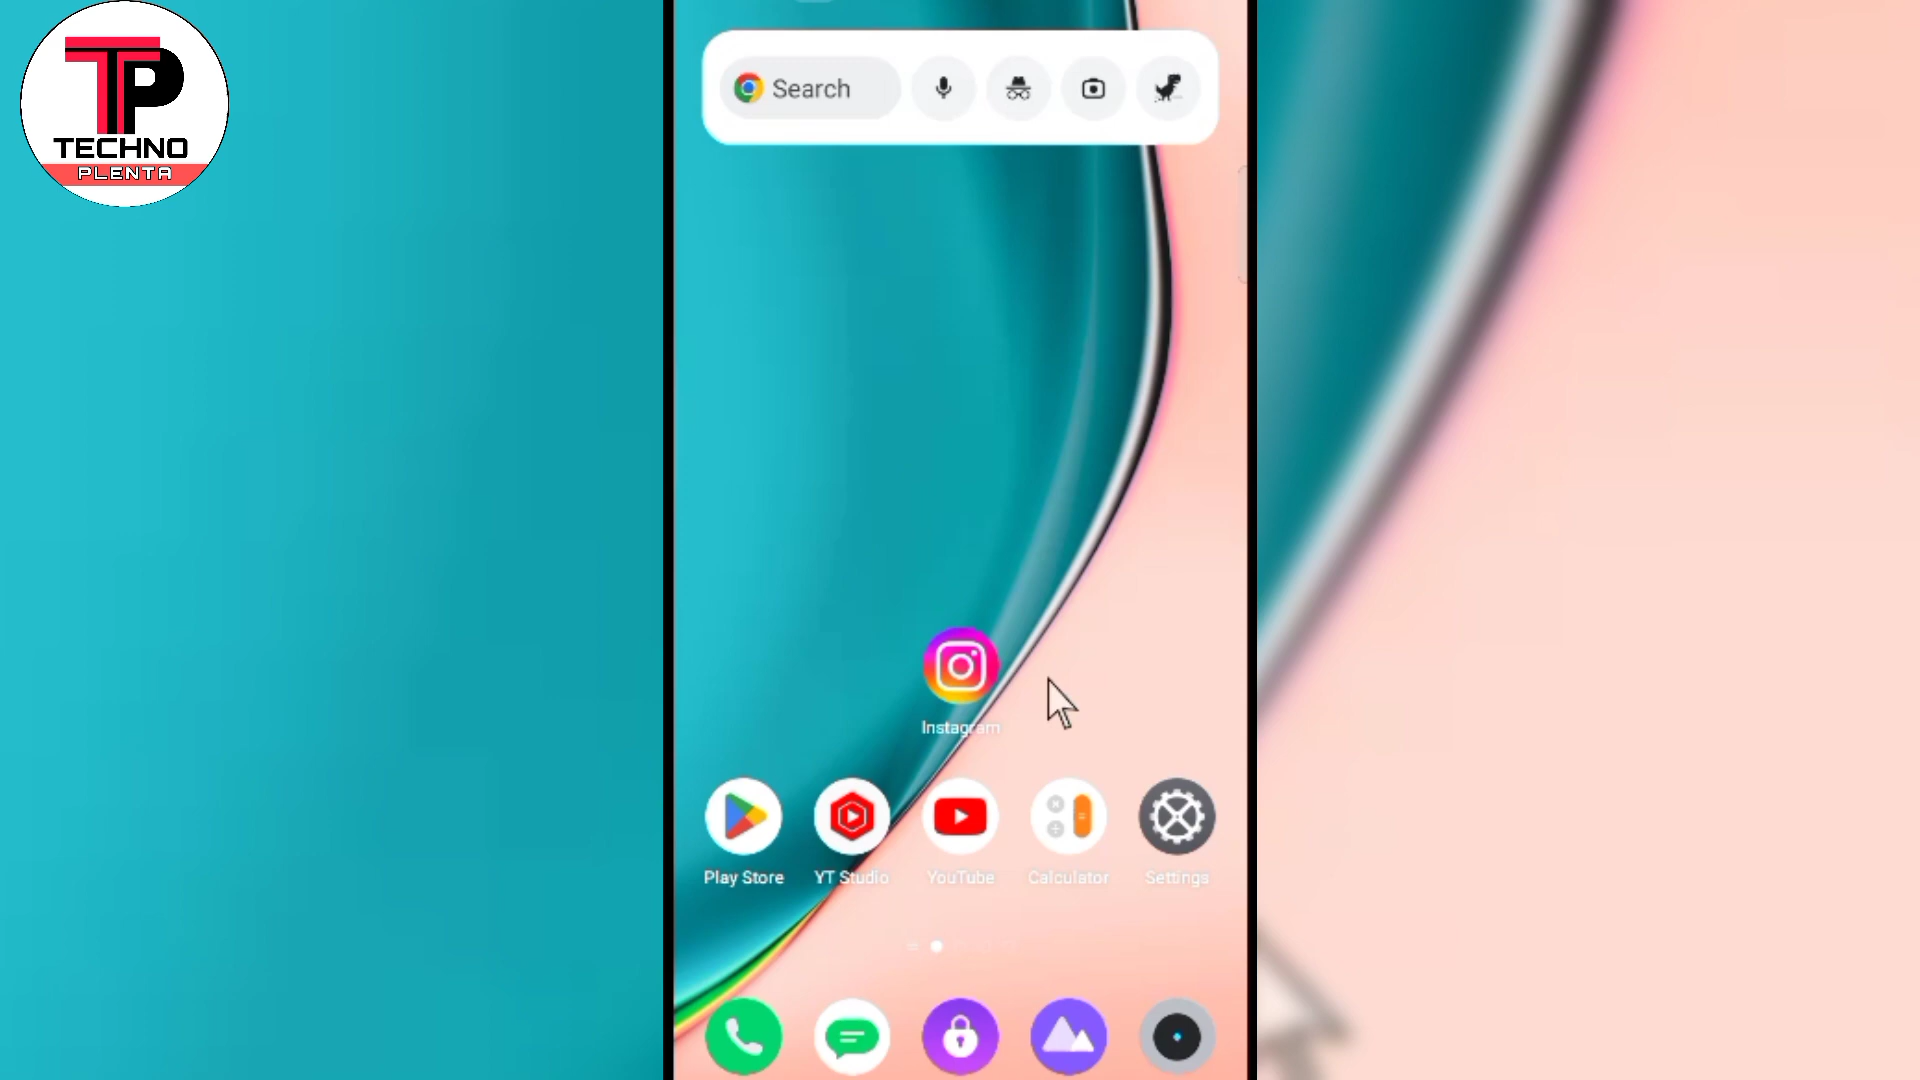 TP
TECHNO
PLENTA
Search
Instagram
Play Store
YT Studio
YouTube
Calculator
Settings